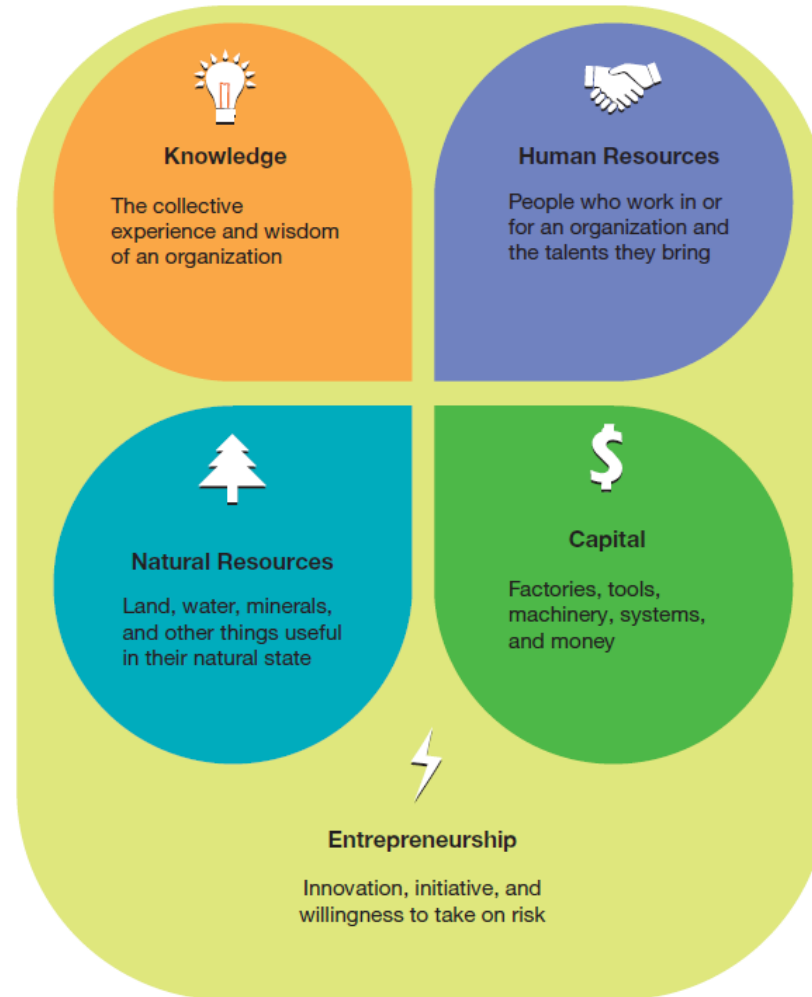 Knowledge
The collective
experience and wisdom
of an organization
Human Resources
People who work in or
for an organization and
the talents they bring
Natural Resources
Land, water, minerals,
and other things useful
in their natural state
$
Capital
Factories, tools,
machinery, systems,
and money
Entrepreneurship
Innovation, initiative, and
willingness to take on risk